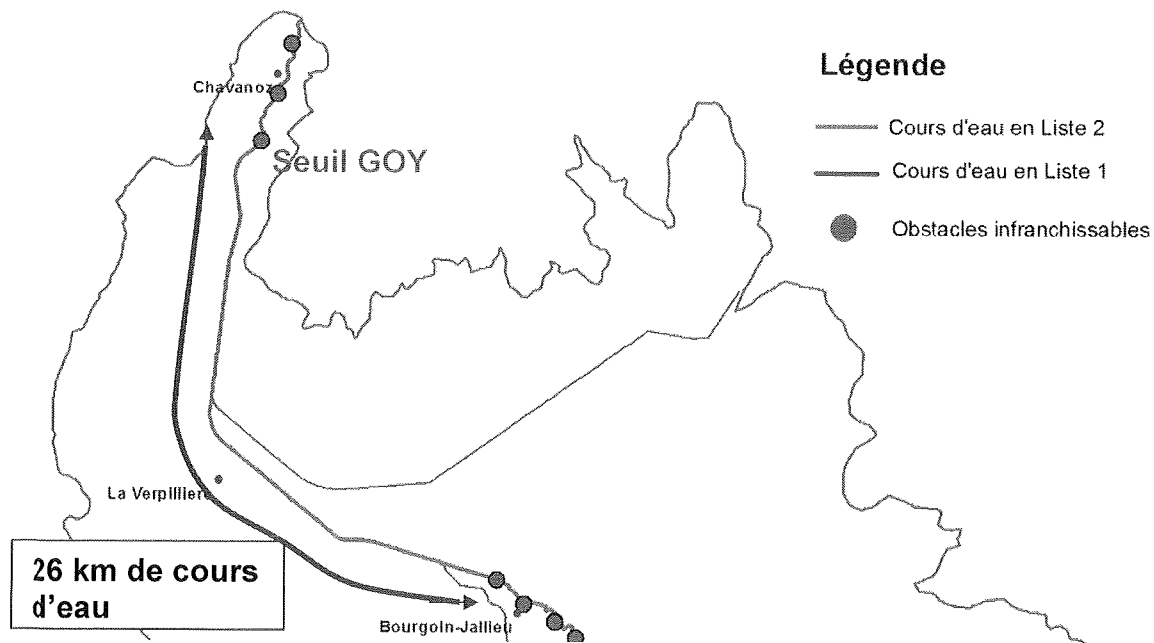 Légende
Cours d'eau en Liste 2
Cours d'eau en Liste 1
Obstacles infranchissables
Chavanoz
Seuil GOY
La Verpilliere
26 km de cours
d'eau
Bourgoin-Jallieu